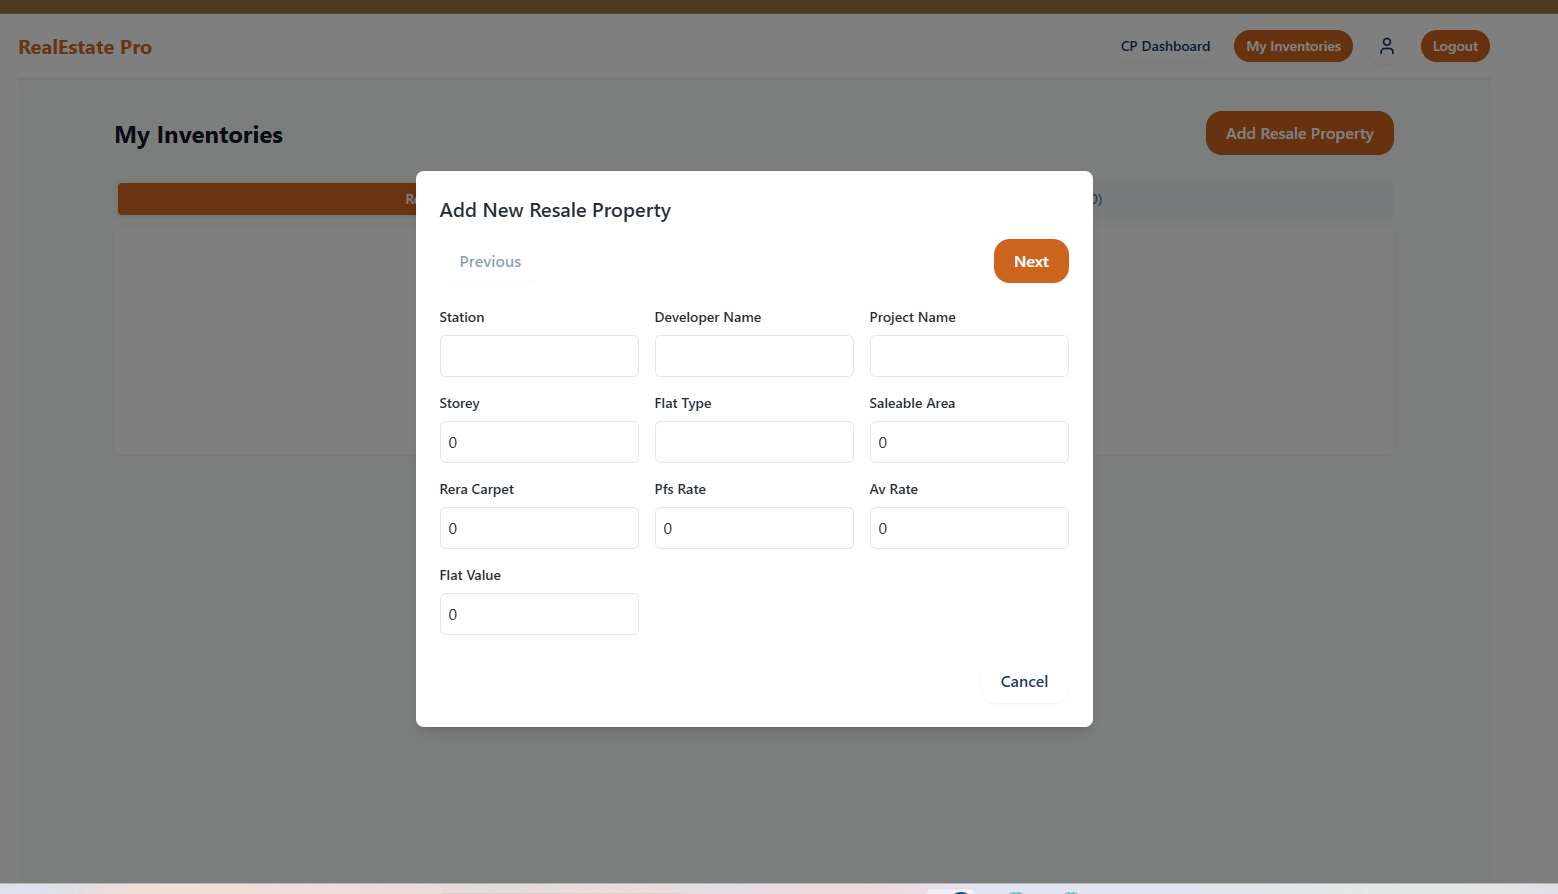 RealEstate Pro
CP Dashboard
My Inventories
Logout
My Inventories
Add Resale Property
Add New Resale Property
Previous
Next
Station
Developer Name
Project Name
Storey
Flat Type
Saleable Area
0
0
Rera Carpet
Pfs Rate
Av Rate
0
0
0
Flat Value
0
Cancel